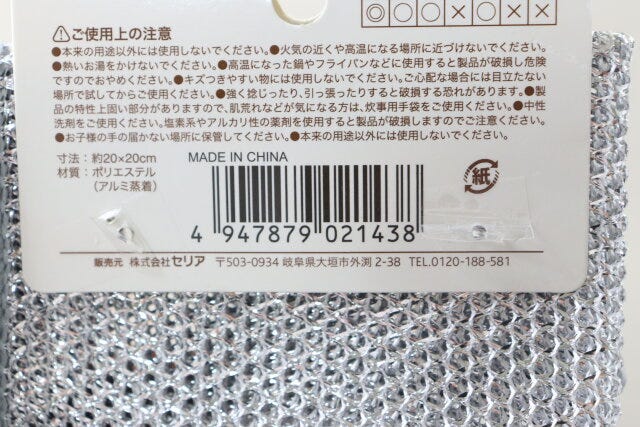 ◎○○×○××
⚠ご使用上の注意
●本来の用途以外には使用しないでください。●火気の近くや高温になる場所に近づけないでください。
●熱いお湯をかけないでください。●高温になった鍋やフライパンなどに使用すると製品が破損し危険
ですのでおやめください。●キズつきやすい物には使用しないでください。ご心配な場合には目立たない
場所で試してからご使用ください。●強く捻じったり、引っ張りたりすると破損する恐れがあります。●製
品の特性上固い部分がありますので、肌荒れなどが気になる方は、炊事用手袋をご使用ください。●中性
洗剤をご使用ください。塩素系やアルカリ性の薬剤を使用すると製品が破損しますのでご注意ください。
●お子様の手の届かない場所に保管してください。●本来の用途以外には使用しないでください。
寸法：約20×20cm
材質：ポリエステル
（アルミ蒸着）
MADE IN CHINA
紙
4 947879 021438
販売元 株式会社セリア 〒503-0934 岐阜県大垣市外渕2-38 TEL.0120-188-581